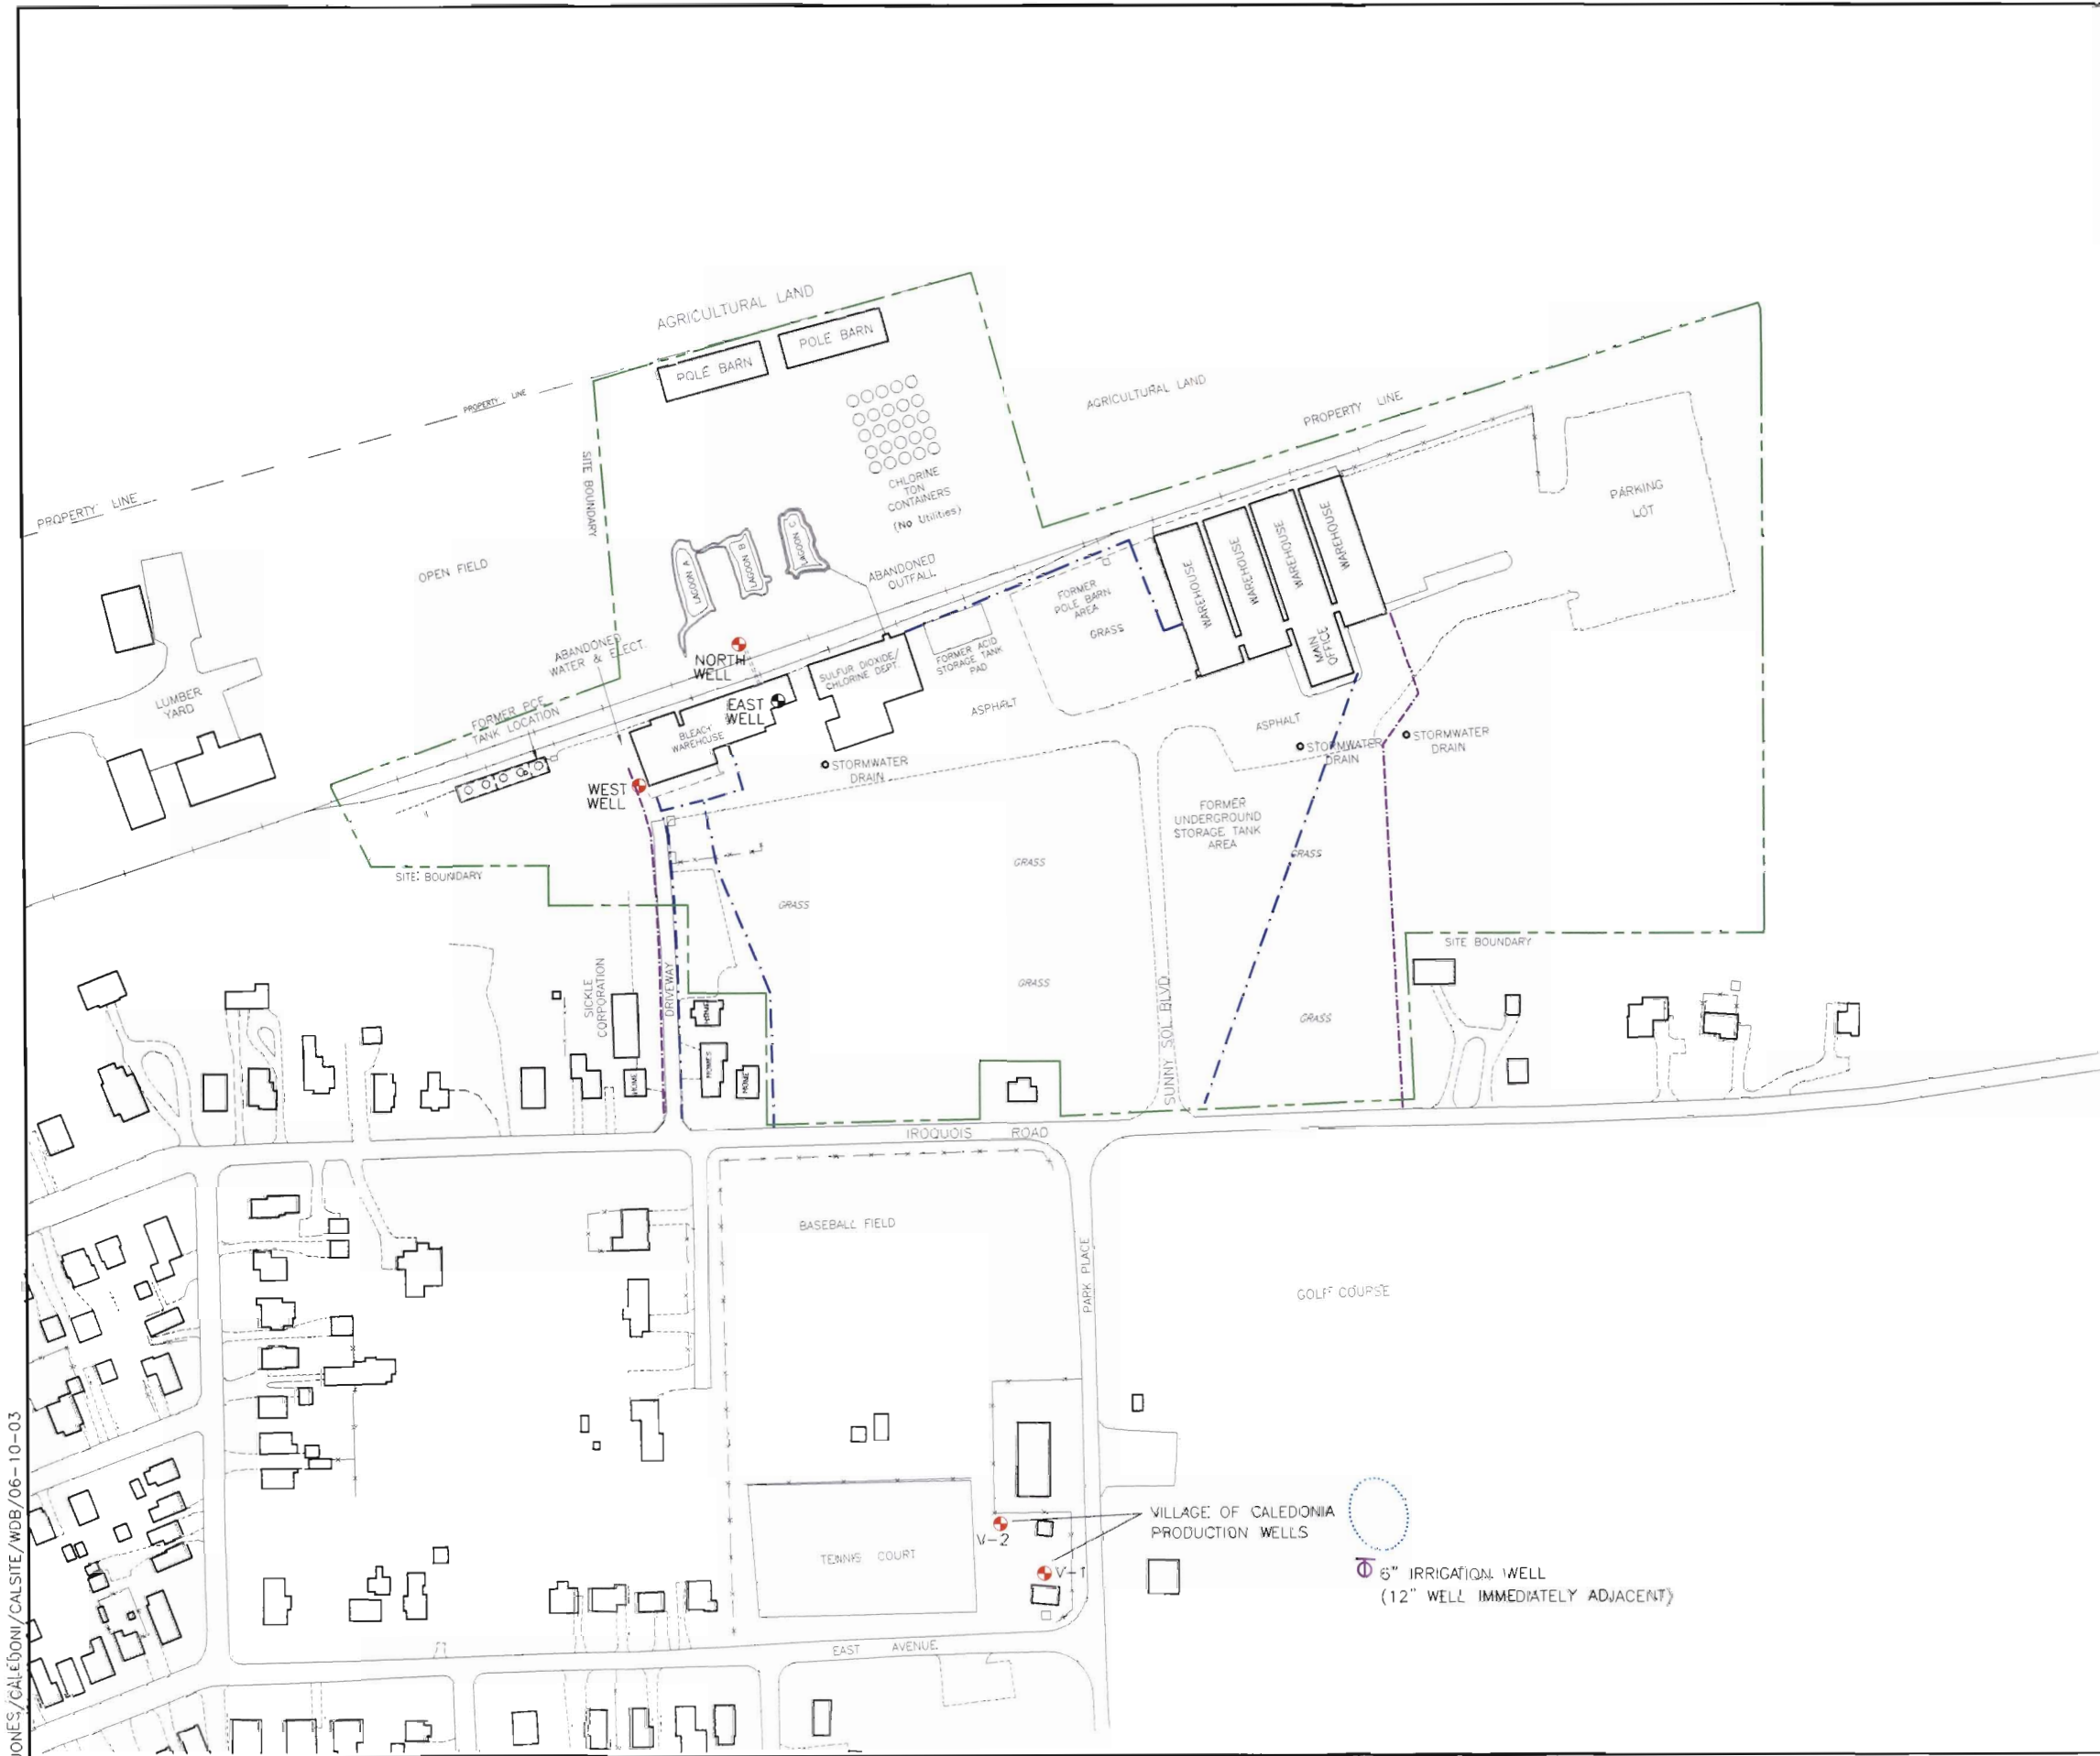 AGRICULTURAL LAND
POLE BARN
POLE BARN
PROPERTY LINE
AGRICULTURAL LAND
PROPERTY LINE
PROPERTY LINE
SITE BOUNDARY
OPEN FIELD
CHLORINE
TON
CONTAINERS
(No Utilities)
PARKING
LOT
LAGOON A
LAGOON B
LAGOON C
ABANDONED
OUTFALL
FORMER
POLE BARN
AREA
GRASS
WAREHOUSE
WAREHOUSE
WAREHOUSE
WAREHOUSE
MAIN
OFFICE
ABANDONED
WATER & ELECT.
NORTH
WELL
SULFUR DIOXIDE/
CHLORINE DEPT.
FORMER ACID
STORAGE TANK
PAD
LUMBER
YARD
FORMER PCE
TANK LOCATION
EAST
WELL
BLEACH
WAREHOUSE
ASPHALT
ASPHALT
STORMWATER
DRAIN
STORMWATER
DRAIN
STORMWATER
DRAIN
WEST
WELL
FORMER
UNDERGROUND
STORAGE TANK
AREA
GRASS
GRASS
SITE BOUNDARY
GRASS
SITE BOUNDARY
SICKLE
CORPORATION
DRIVEWAY
GRASS
GRASS
SUNNY SOL BLVD.
HOME
HOMES
HOME
HOME
IROQUOIS ROAD
BASEBALL FIELD
PARK PLACE
GOLF COURSE
VILLAGE OF CALEDONIA
PRODUCTION WELLS
V-2
V-1
TENNIS COURT
6" IRRIGATION WELL
(12" WELL IMMEDIATELY ADJACENT)
EAST AVENUE
JONES/CALEDONI/CALSITE/WDB/06-10-03